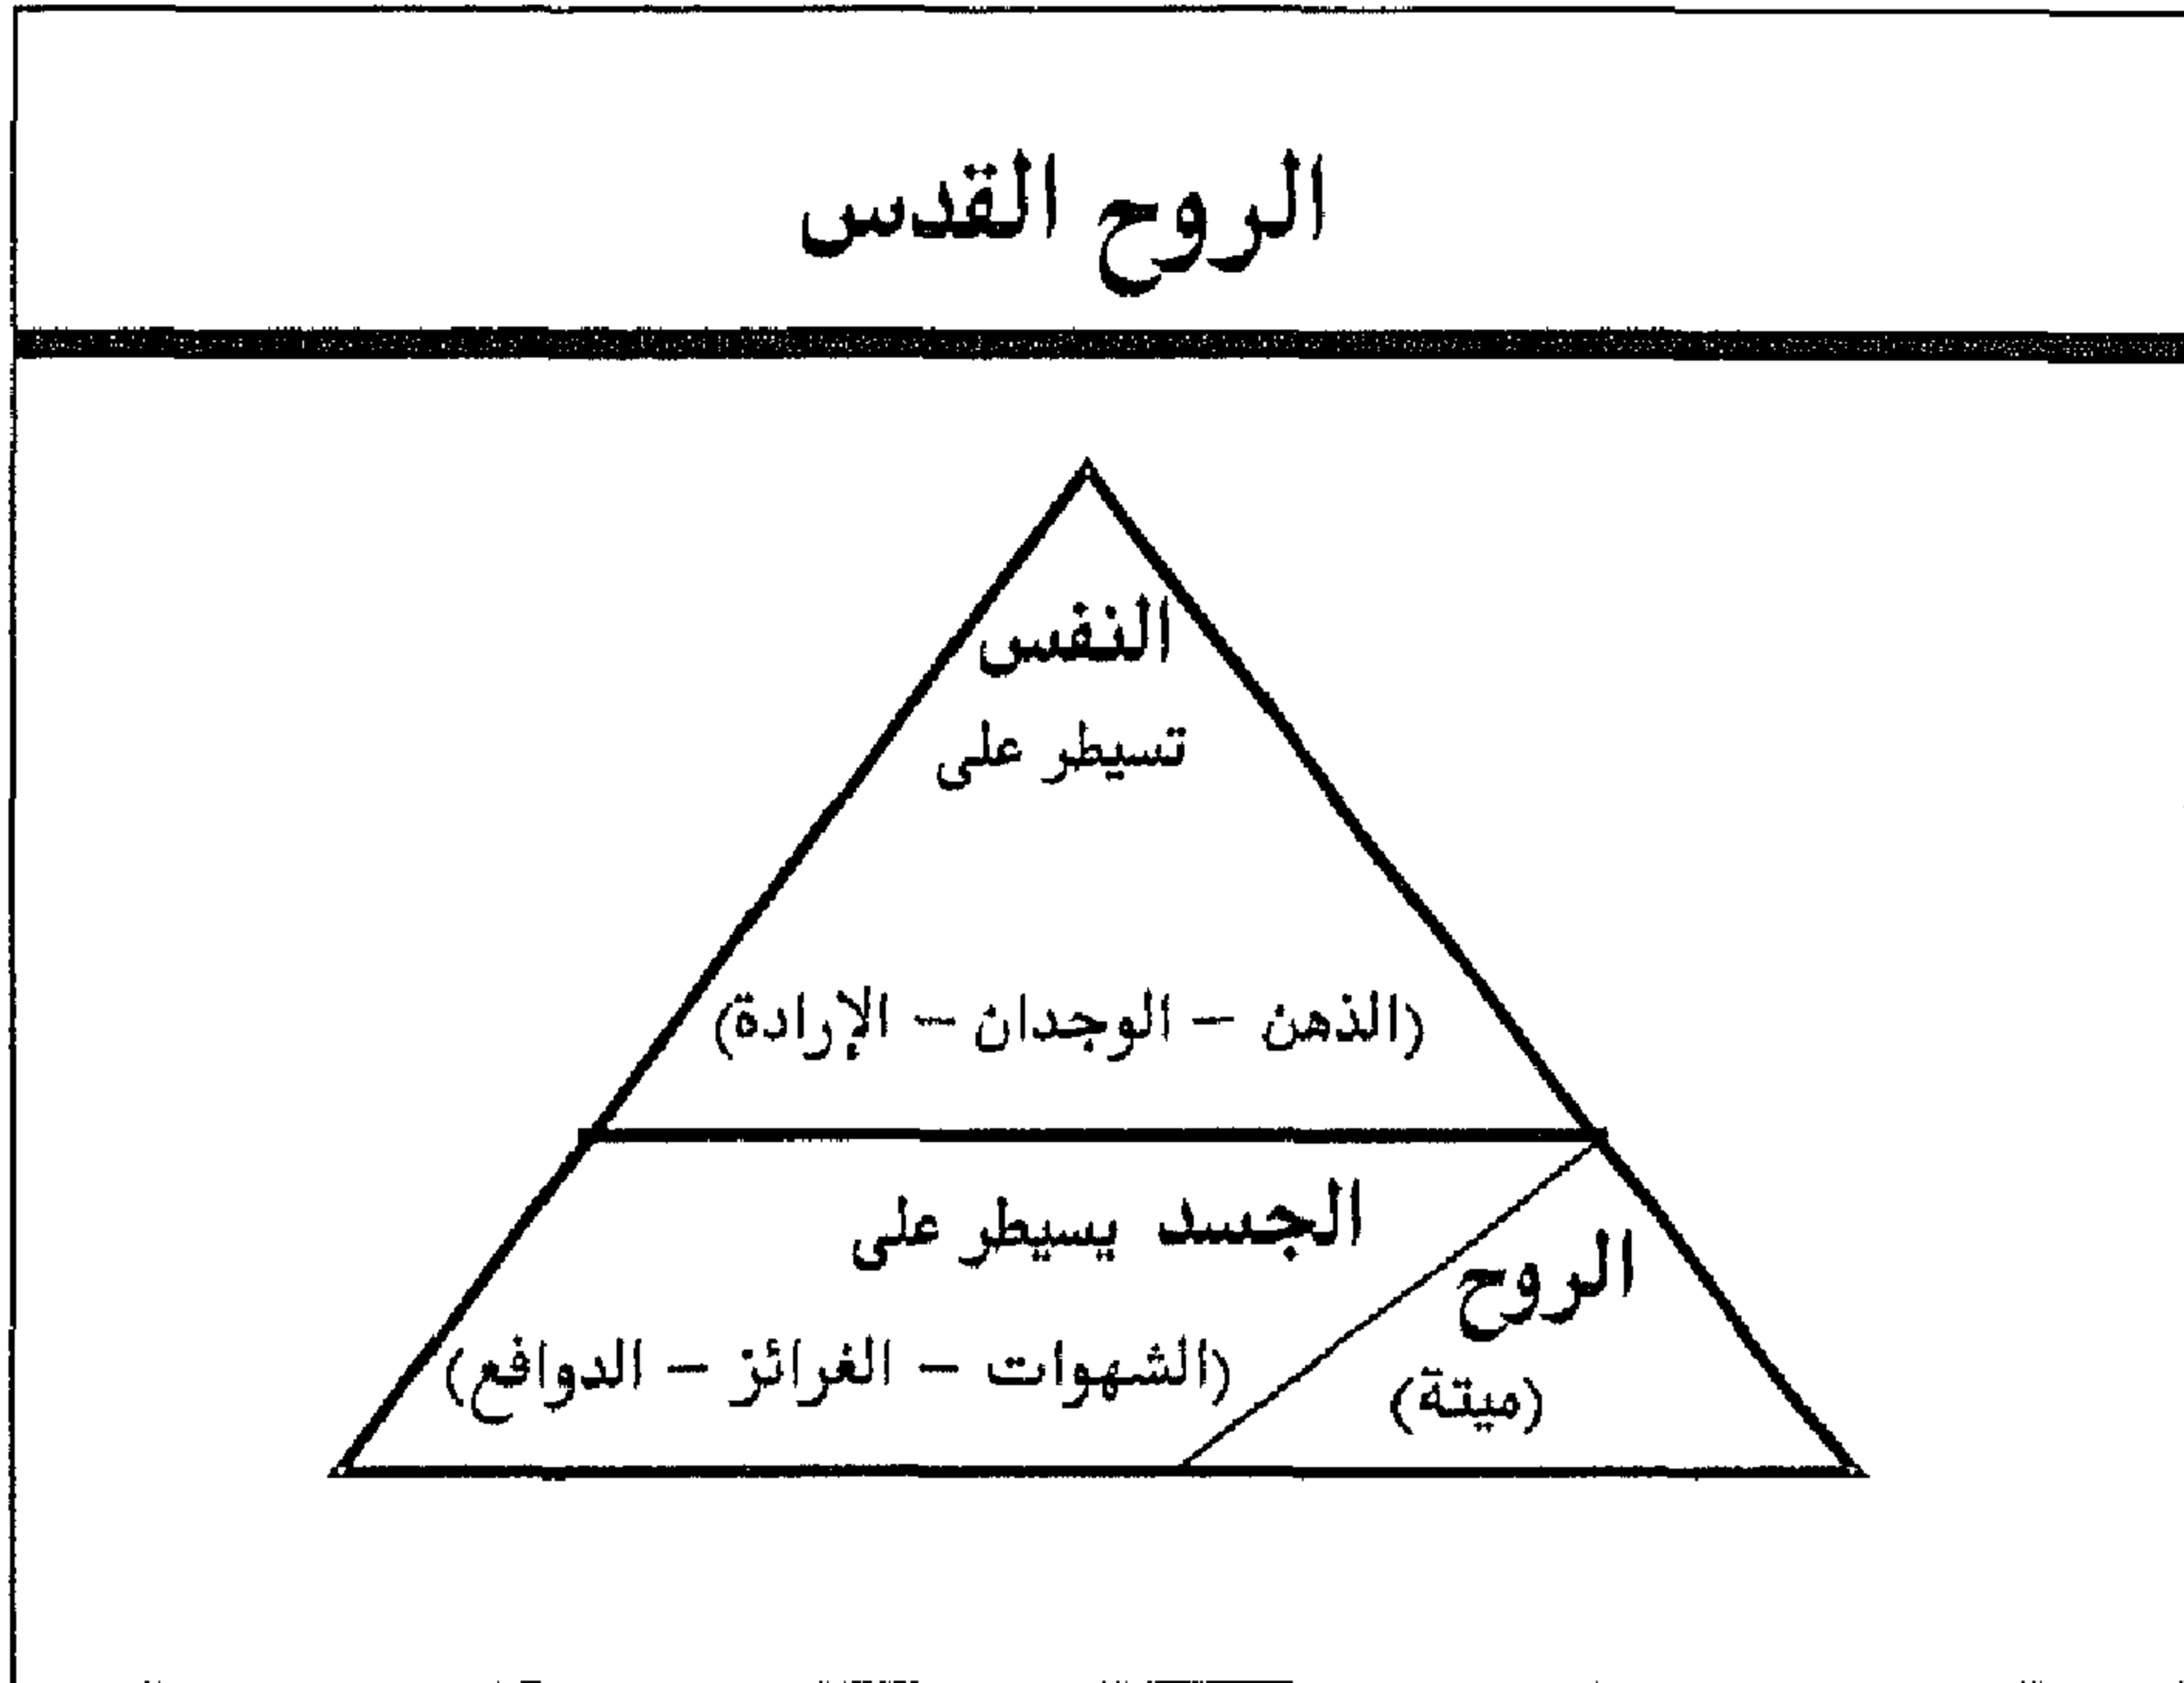 الروح القدس
النفس
تسيطر على
(الذهن – الوجدان – الإرادة)
الجسد يسيطر على
(الشهوات – الغرائز – الدوافع)
الروح
(ميتة)